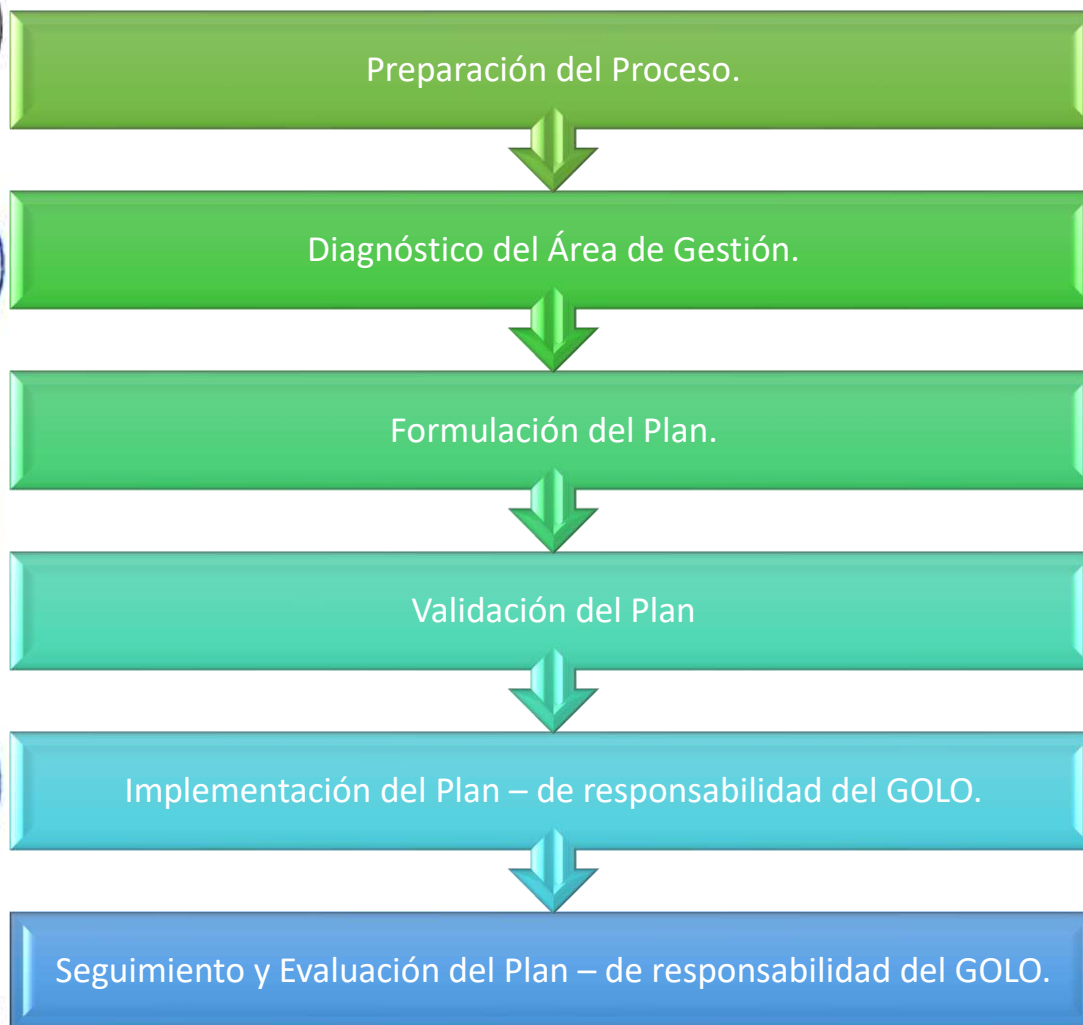 Preparación del Proceso.
Diagnóstico del Área de Gestión.
Formulación del Plan.
Validación del Plan
Implementación del Plan – de responsabilidad del GOLO.
Seguimiento y Evaluación del Plan – de responsabilidad del GOLO.